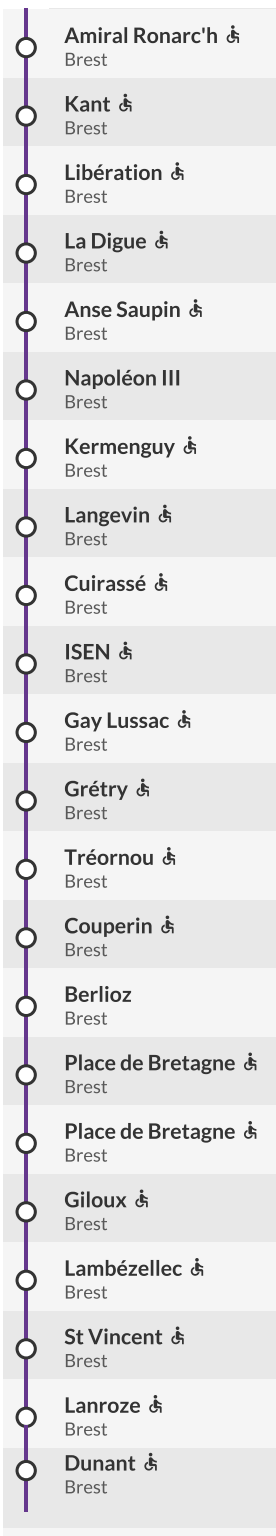 Amiral Ronarc'h
Brest
Kant
Brest
Libération
Brest
La Digue
Brest
Anse Saupin
Brest
Napoléon III
Brest
Kermenguy
Brest
Langevin
Brest
Cuirassé
Brest
ISEN
Brest
Gay Lussac
Brest
Grétry
Brest
Tréornou
Brest
Couperin
Brest
Berlioz
Brest
Place de Bretagne
Brest
Place de Bretagne
Brest
Giloux
Brest
Lambézellec
Brest
St Vincent
Brest
Lanroze
Brest
Dunant
Brest